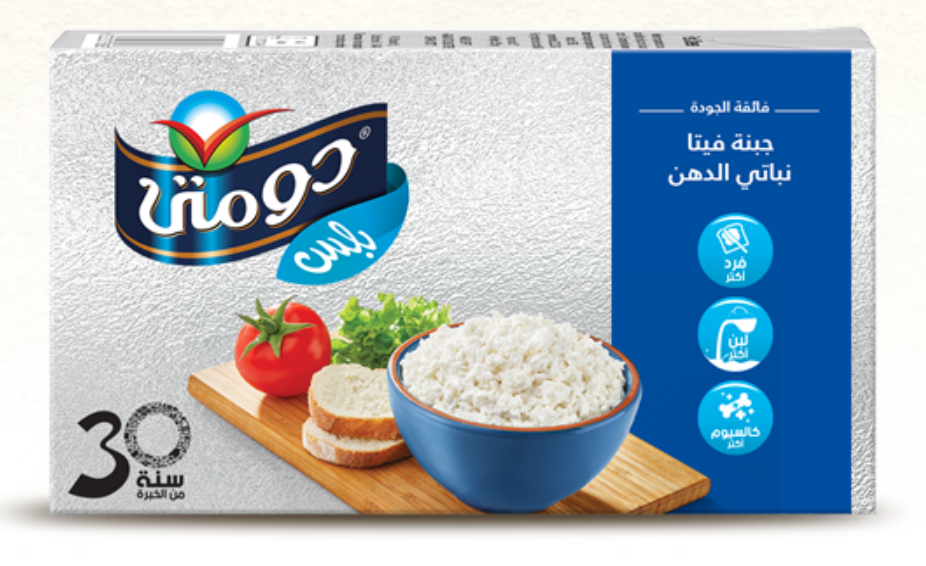 فائقة الجودة
جبنة فيتا
نباتي الدهن
دومتي®
بلس
فرد
أكتر
لبن
أكتر
كالسيوم
أكتر
30
سنة
من الخبرة